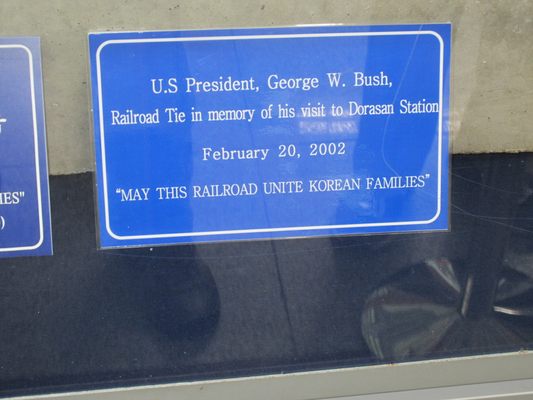 U.S President, George W. Bush,
Railroad Tie in memory of his visit to Dorasan Station
February 20, 2002
"MAY THIS RAILROAD UNITE KOREAN FAMILIES"